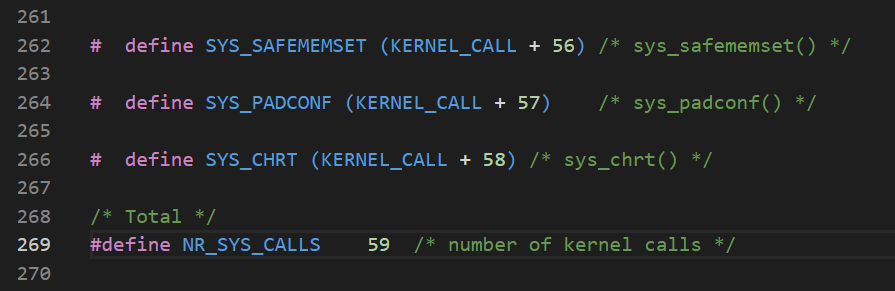 261
262 #  define SYS_SAFEMEMSET (KERNEL_CALL + 56) /* sys_safememset() */
263
264 #  define SYS_PADCONF (KERNEL_CALL + 57)    /* sys_padconf() */
265
266 #  define SYS_CHRT (KERNEL_CALL + 58) /* sys_chrt() */
267
268 /* Total */
269 #define NR_SYS_CALLS    59  /* number of kernel calls */
270